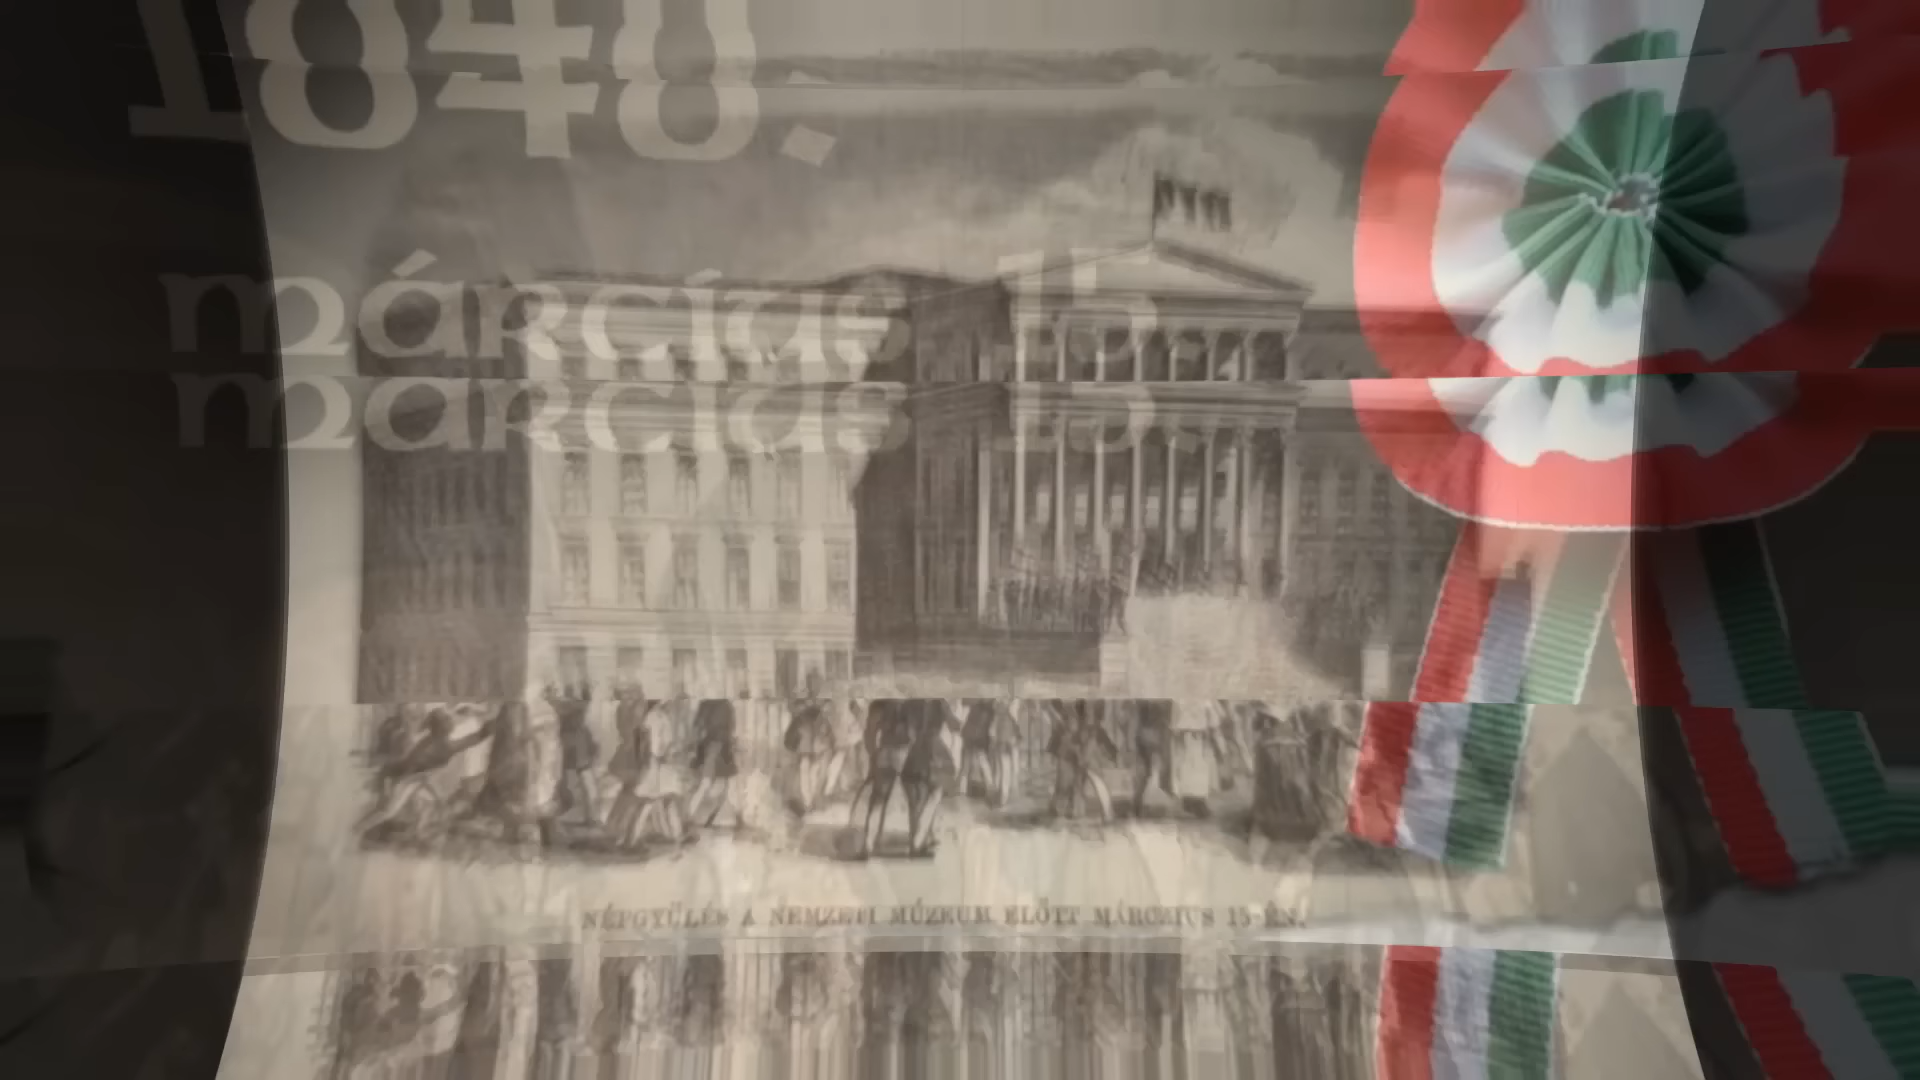 1848.
március 15.
március 15.
NÉPGYŰLÉS A NEMZETI MÚZEUM ELŐTT MÁRCZIUS 15-ÉN.